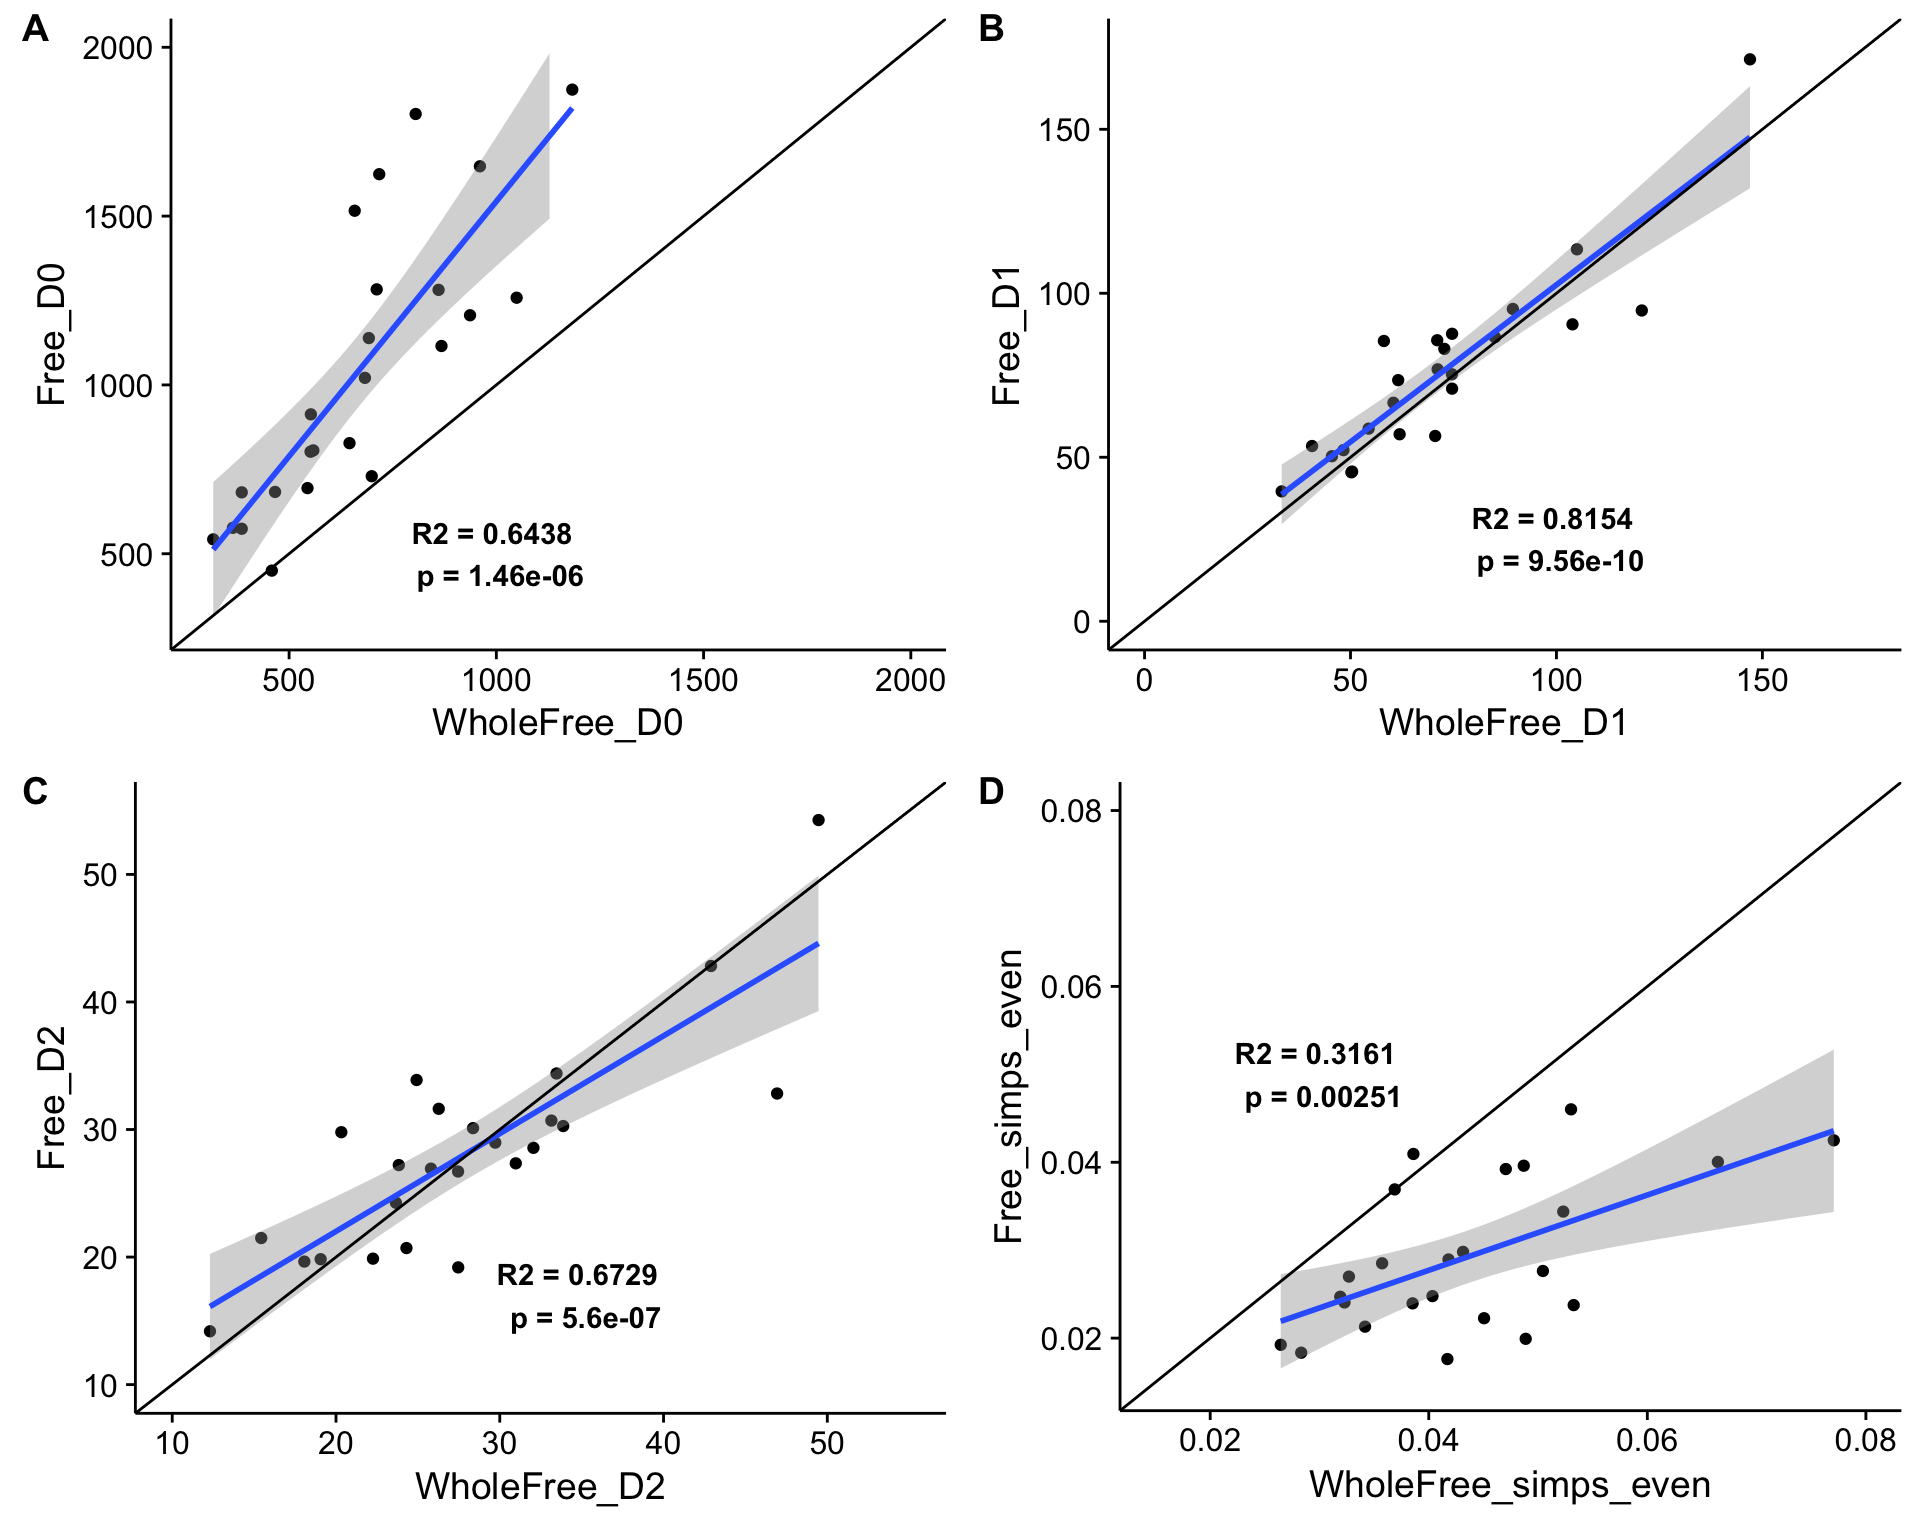 A
Free_D0
2000
1500
1000
500
R2 = 0.6438
p = 1.46e-06
500 1000 1500 2000
WholeFree_D0
B
Free_D1
150
100
50
0
R2 = 0.8154
p = 9.56e-10
0 50 100 150
WholeFree_D1
C
Free_D2
50
40
30
20
10
R2 = 0.6729
p = 5.6e-07
10 20 30 40 50
WholeFree_D2
D
Free_simps_even
0.08
0.06
0.04
0.02
R2 = 0.3161
p = 0.00251
0.02 0.04 0.06 0.08
WholeFree_simps_even